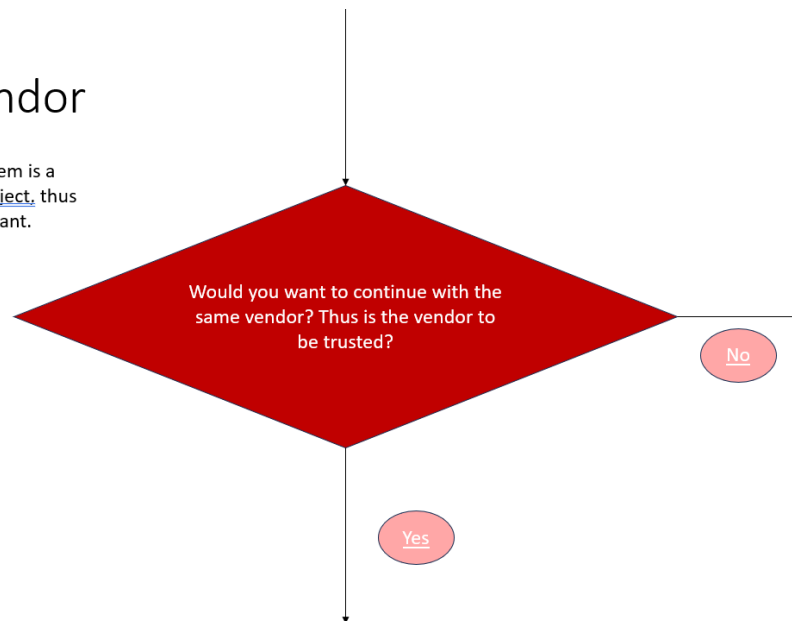 ndor
em is a
ject, thus
ant.
Would you want to continue with the
same vendor? Thus is the vendor to
be trusted?
No
Yes